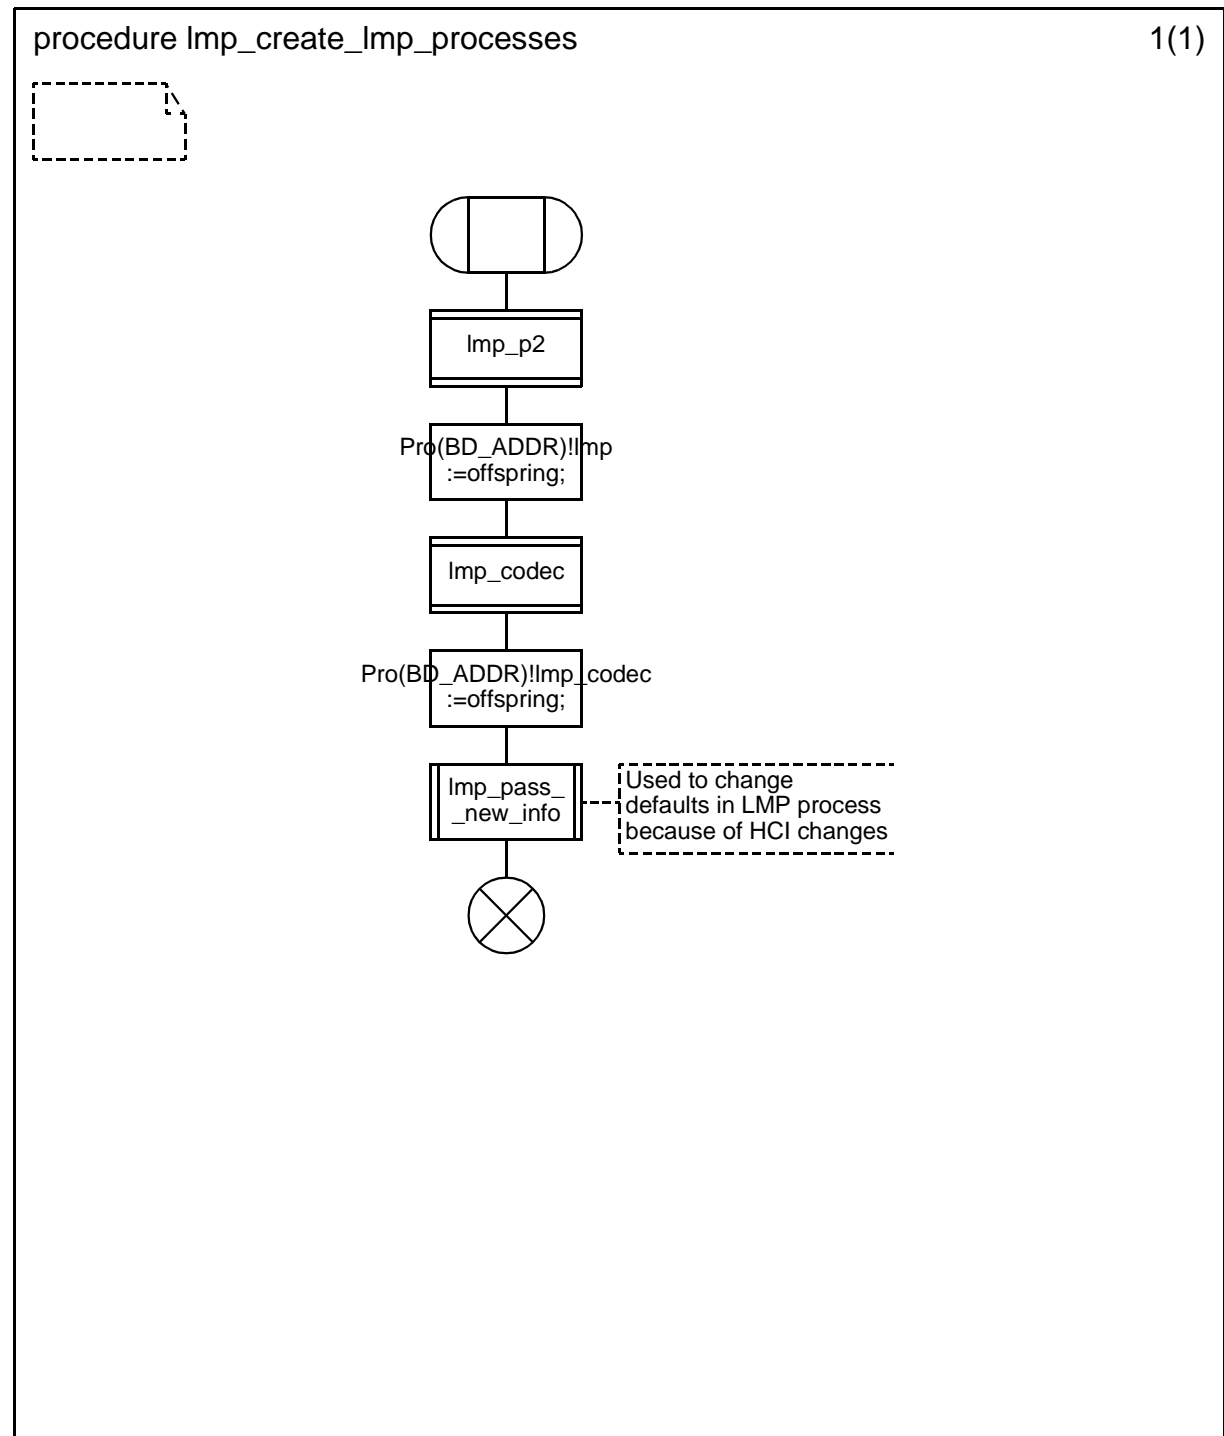 procedure lmp_create_lmp_processes
1(1)
lmp_p2
Pro(BD_ADDR)!lmp
:=offspring;
lmp_codec
Pro(BD_ADDR)!lmp_codec
:=offspring;
lmp_pass_
_new_info
Used to change
defaults in LMP process
because of HCI changes